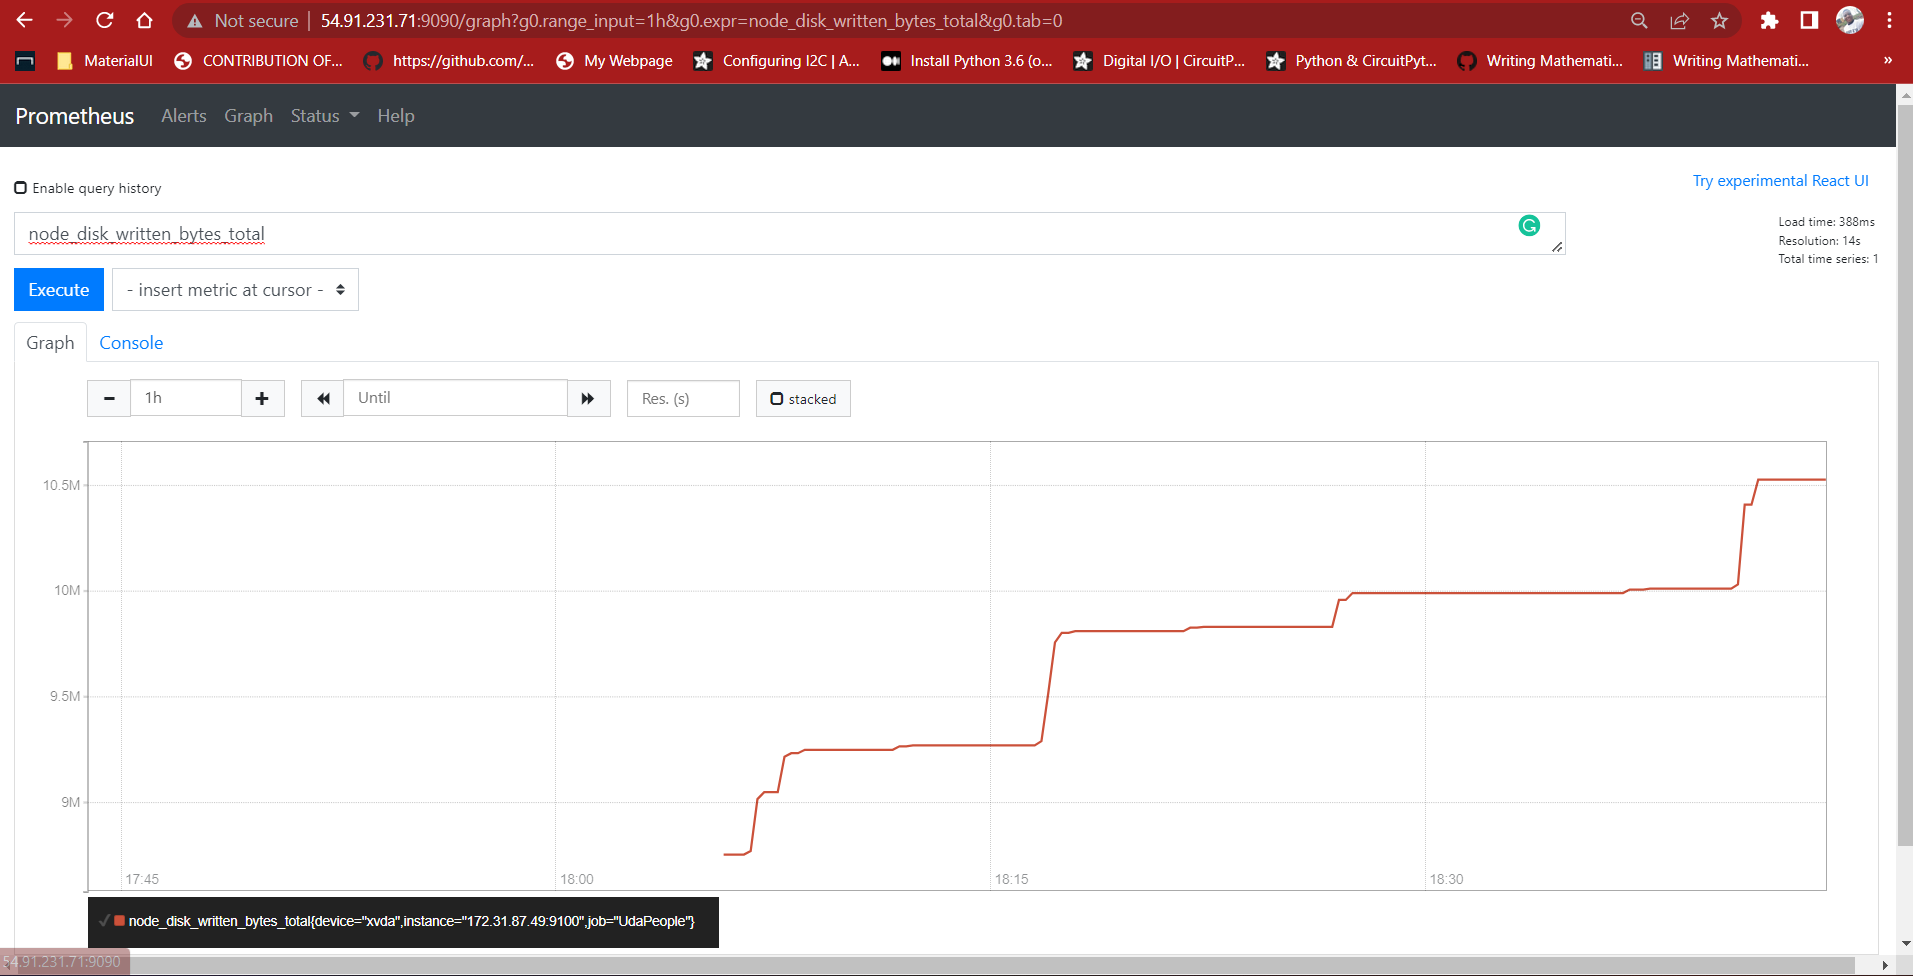 Not secure | 54.91.231.71:9090/graph?g0.range_input=1h&g0.expr=node_disk_written_bytes_total&g0.tab=0
MaterialUI CONTRIBUTION OF... https://github.com/... My Webpage Configuring I2C | A... Install Python 3.6 (o... Digital I/O | CircuitP... Python & CircuitPyt... Writing Mathemati... Writing Mathemati... »
Prometheus Alerts Graph Status Help
Enable query history
Try experimental React UI
node_disk_written_bytes_total
Load time: 388ms
Resolution: 14s
Total time series: 1
Execute - insert metric at cursor -
Graph Console
1h Until Res. (s) stacked
10.5M
10M
9.5M
9M
17:45 18:00 18:15 18:30
node_disk_written_bytes_total{device="xvda",instance="172.31.87.49:9100",job="UdaPeople"}
54.91.231.71:9090